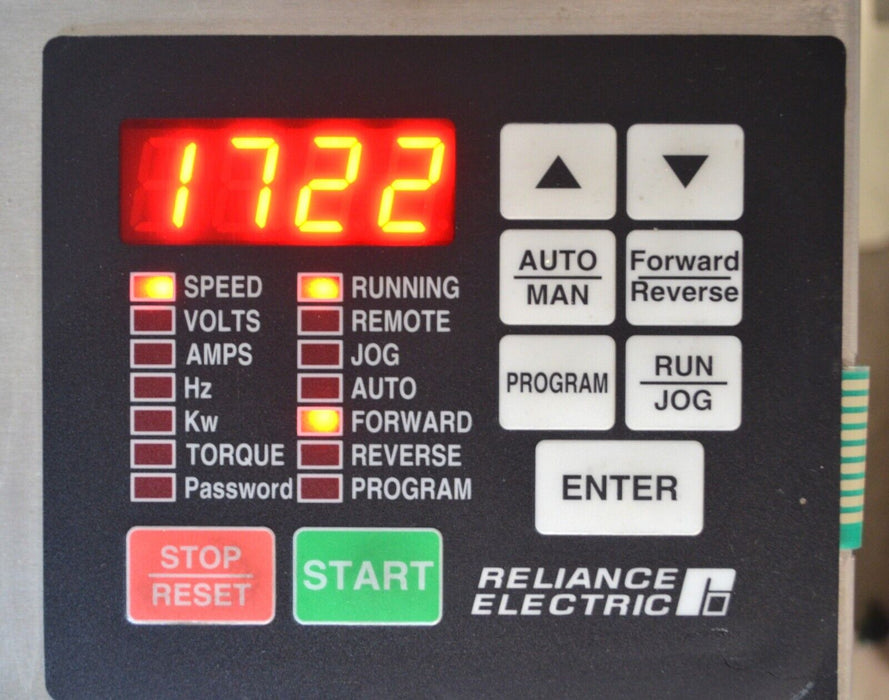 1722
SPEED
VOLTS
AMPS
Hz
Kw
TORQUE
Password
RUNNING
REMOTE
JOG
AUTO
FORWARD
REVERSE
PROGRAM
AUTO
MAN
Forward
Reverse
PROGRAM
RUN
JOG
ENTER
STOP
RESET
START
RELIANCE
ELECTRIC